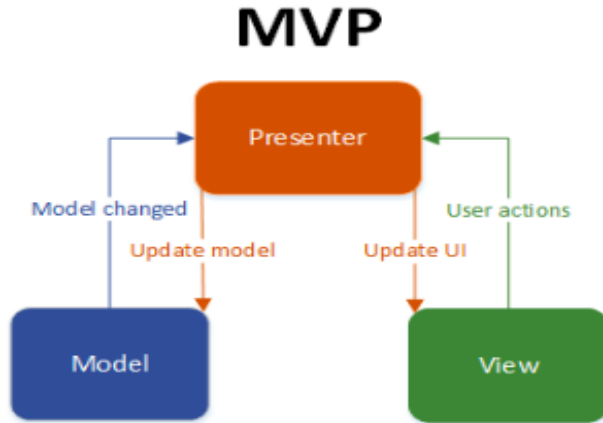 MVP
Presenter
Model changed
User actions
Update model
Update UI
Model
View